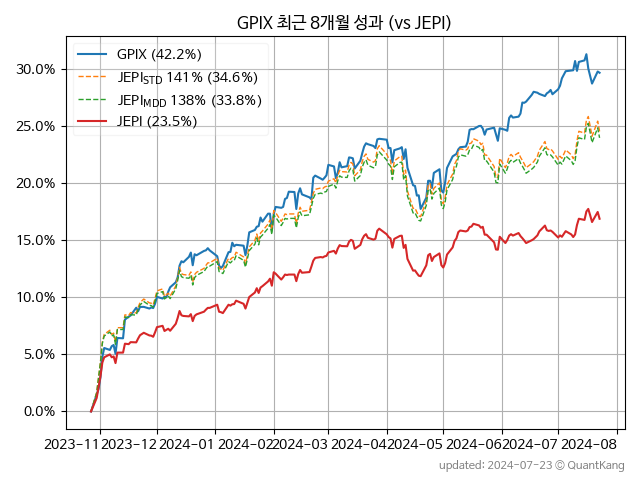 GPIX 최근 8개월 성과 (vs JEPI)
GPIX (42.2%)
JEPI_STD 141% (34.6%)
JEPI_MDD 138% (33.8%)
JEPI (23.5%)
30.0%
25.0%
20.0%
15.0%
10.0%
5.0%
0.0%
2023-11 2023-12 2024-01 2024-02 2024-03 2024-04 2024-05 2024-06 2024-07 2024-08
updated: 2024-07-23 © QuantKang